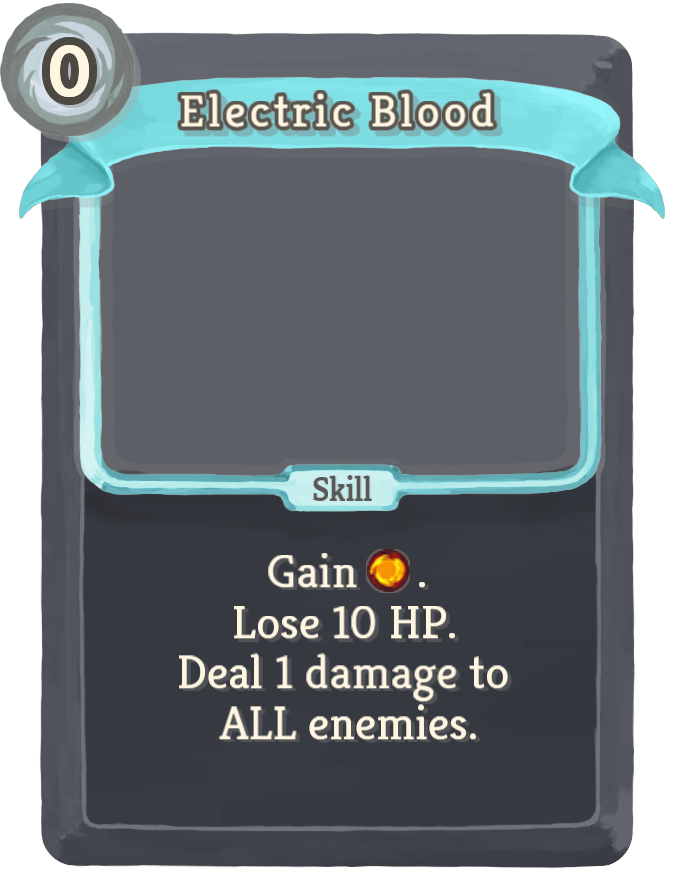 0
Electric Blood
Skill
Gain .
Lose 10 HP.
Deal 1 damage to
ALL enemies.